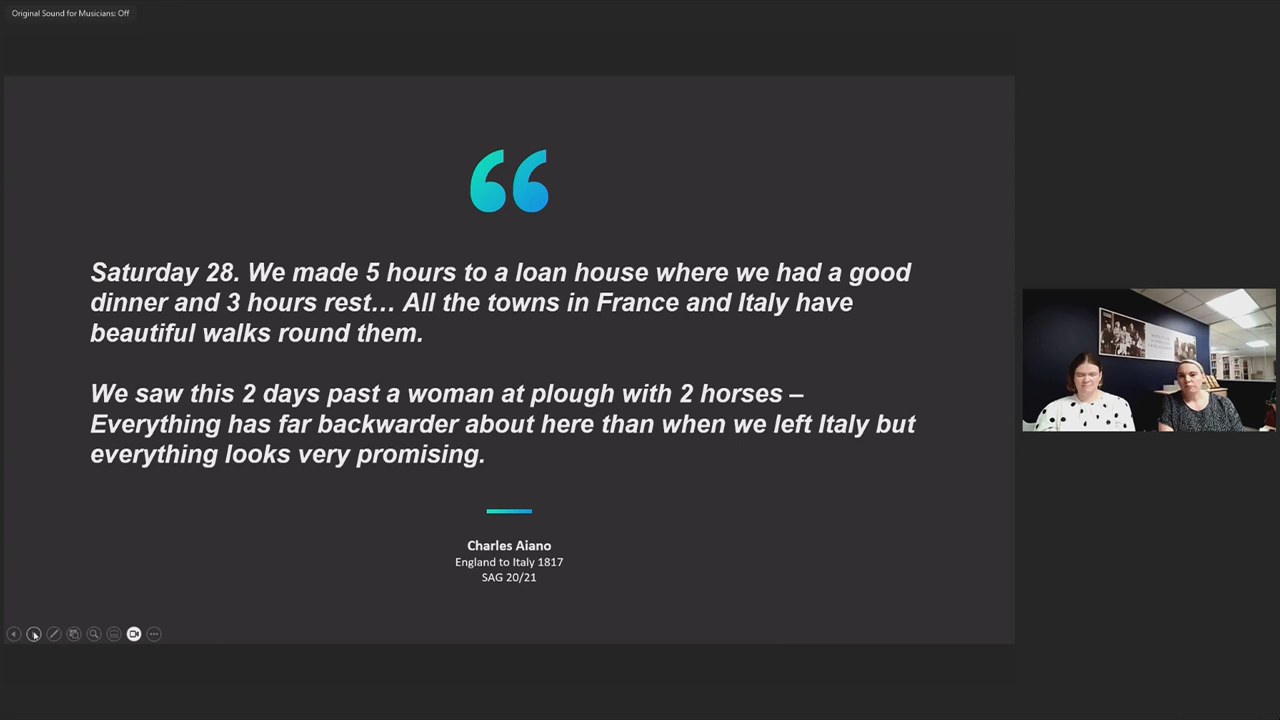 Original Sound for Musicians: Off
“
Saturday 28. We made 5 hours to a loan house where we had a good
dinner and 3 hours rest… All the towns in France and Italy have
beautiful walks round them.
We saw this 2 days past a woman at plough with 2 horses –
Everything has far backwarder about here than when we left Italy but
everything looks very promising.
Charles Aiano
England to Italy 1817
SAG 20/21